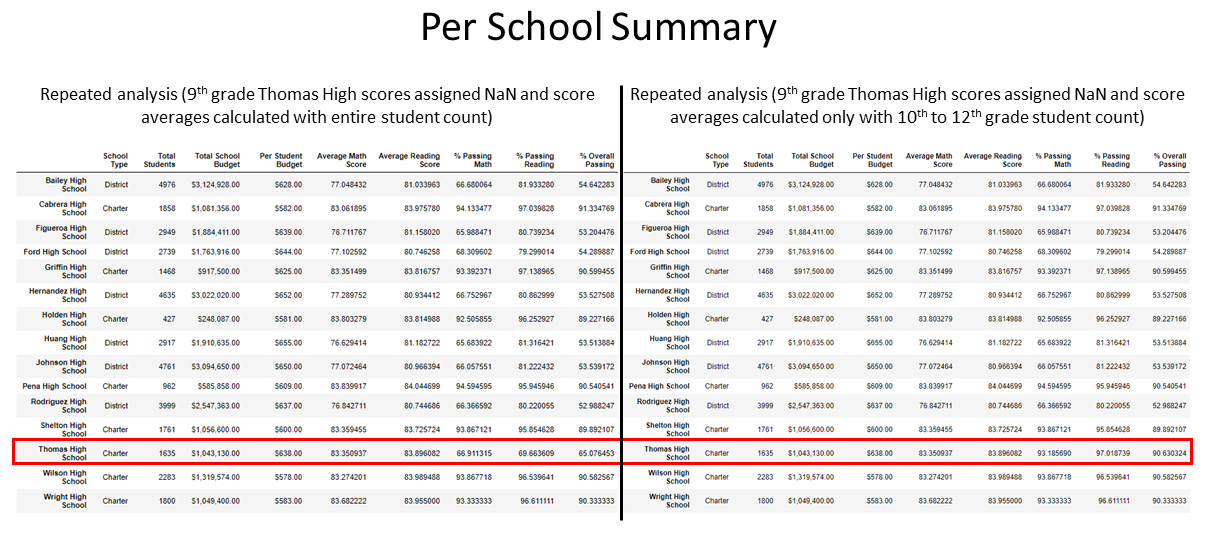 Per School Summary
Repeated analysis (9th grade Thomas High scores assigned NaN and score
averages calculated with entire student count)
School Type Total Students Total School Budget Per Student Budget Average Math Score Average Reading Score % Passing Math % Passing Reading % Overall Passing
Bailey High School District 4976 $3,124,928.00 $628.00 77.048432 81.033963 66.680064 81.933280 54.642283
Cabrera High School Charter 1858 $1,081,356.00 $582.00 83.061895 83.975780 94.133477 97.039828 91.334769
Figueroa High School District 2949 $1,884,411.00 $639.00 76.711767 81.158020 65.988471 80.739234 53.204476
Ford High School District 2739 $1,763,916.00 $644.00 77.102592 80.746258 68.309602 79.299014 54.289887
Griffin High School Charter 1468 $917,500.00 $625.00 83.351499 83.816757 93.392371 97.138965 90.599455
Hernandez High School District 4635 $3,022,020.00 $652.00 77.289752 80.934412 66.752967 80.862999 53.527508
Holden High School Charter 427 $248,087.00 $581.00 83.803279 83.814988 92.505855 96.252927 89.227166
Huang High School District 2917 $1,910,635.00 $655.00 76.629414 81.182722 65.683922 81.316421 53.513884
Johnson High School District 4761 $3,094,650.00 $650.00 77.072464 80.966394 66.057551 81.222432 53.539172
Pena High School Charter 962 $585,858.00 $609.00 83.839917 84.044699 94.594595 95.945946 90.540541
Rodriguez High School District 3999 $2,547,363.00 $637.00 76.842711 80.744686 66.366592 80.220055 52.988247
Shelton High School Charter 1761 $1,056,600.00 $600.00 83.359455 83.725724 93.867121 95.854628 89.892107
Thomas High School Charter 1635 $1,043,130.00 $638.00 83.350937 83.896082 66.911315 69.663609 65.076453
Wilson High School Charter 2283 $1,319,574.00 $578.00 83.274201 83.989488 93.867718 96.539641 90.582567
Wright High School Charter 1800 $1,049,400.00 $583.00 83.682222 83.955000 93.333333 96.611111 90.333333
Repeated analysis (9th grade Thomas High scores assigned NaN and score
averages calculated only with 10th to 12th grade student count)
School Type Total Students Total School Budget Per Student Budget Average Math Score Average Reading Score % Passing Math % Passing Reading % Overall Passing
Bailey High School District 4976 $3,124,928.00 $628.00 77.048432 81.033963 66.680064 81.933280 54.642283
Cabrera High School Charter 1858 $1,081,356.00 $582.00 83.061895 83.975780 94.133477 97.039828 91.334769
Figueroa High School District 2949 $1,884,411.00 $639.00 76.711767 81.158020 65.988471 80.739234 53.204476
Ford High School District 2739 $1,763,916.00 $644.00 77.102592 80.746258 68.309602 79.299014 54.289887
Griffin High School Charter 1468 $917,500.00 $625.00 83.351499 83.816757 93.392371 97.138965 90.599455
Hernandez High School District 4635 $3,022,020.00 $652.00 77.289752 80.934412 66.752967 80.862999 53.527508
Holden High School Charter 427 $248,087.00 $581.00 83.803279 83.814988 92.505855 96.252927 89.227166
Huang High School District 2917 $1,910,635.00 $655.00 76.629414 81.182722 65.683922 81.316421 53.513884
Johnson High School District 4761 $3,094,650.00 $650.00 77.072464 80.966394 66.057551 81.222432 53.539172
Pena High School Charter 962 $585,858.00 $609.00 83.839917 84.044699 94.594595 95.945946 90.540541
Rodriguez High School District 3999 $2,547,363.00 $637.00 76.842711 80.744686 66.366592 80.220055 52.988247
Shelton High School Charter 1761 $1,056,600.00 $600.00 83.359455 83.725724 93.867121 95.854628 89.892107
Thomas High School Charter 1635 $1,043,130.00 $638.00 83.350937 83.896082 93.185690 97.018739 90.630324
Wilson High School Charter 2283 $1,319,574.00 $578.00 83.274201 83.989488 93.867718 96.539641 90.582567
Wright High School Charter 1800 $1,049,400.00 $583.00 83.682222 83.955000 93.333333 96.611111 90.333333